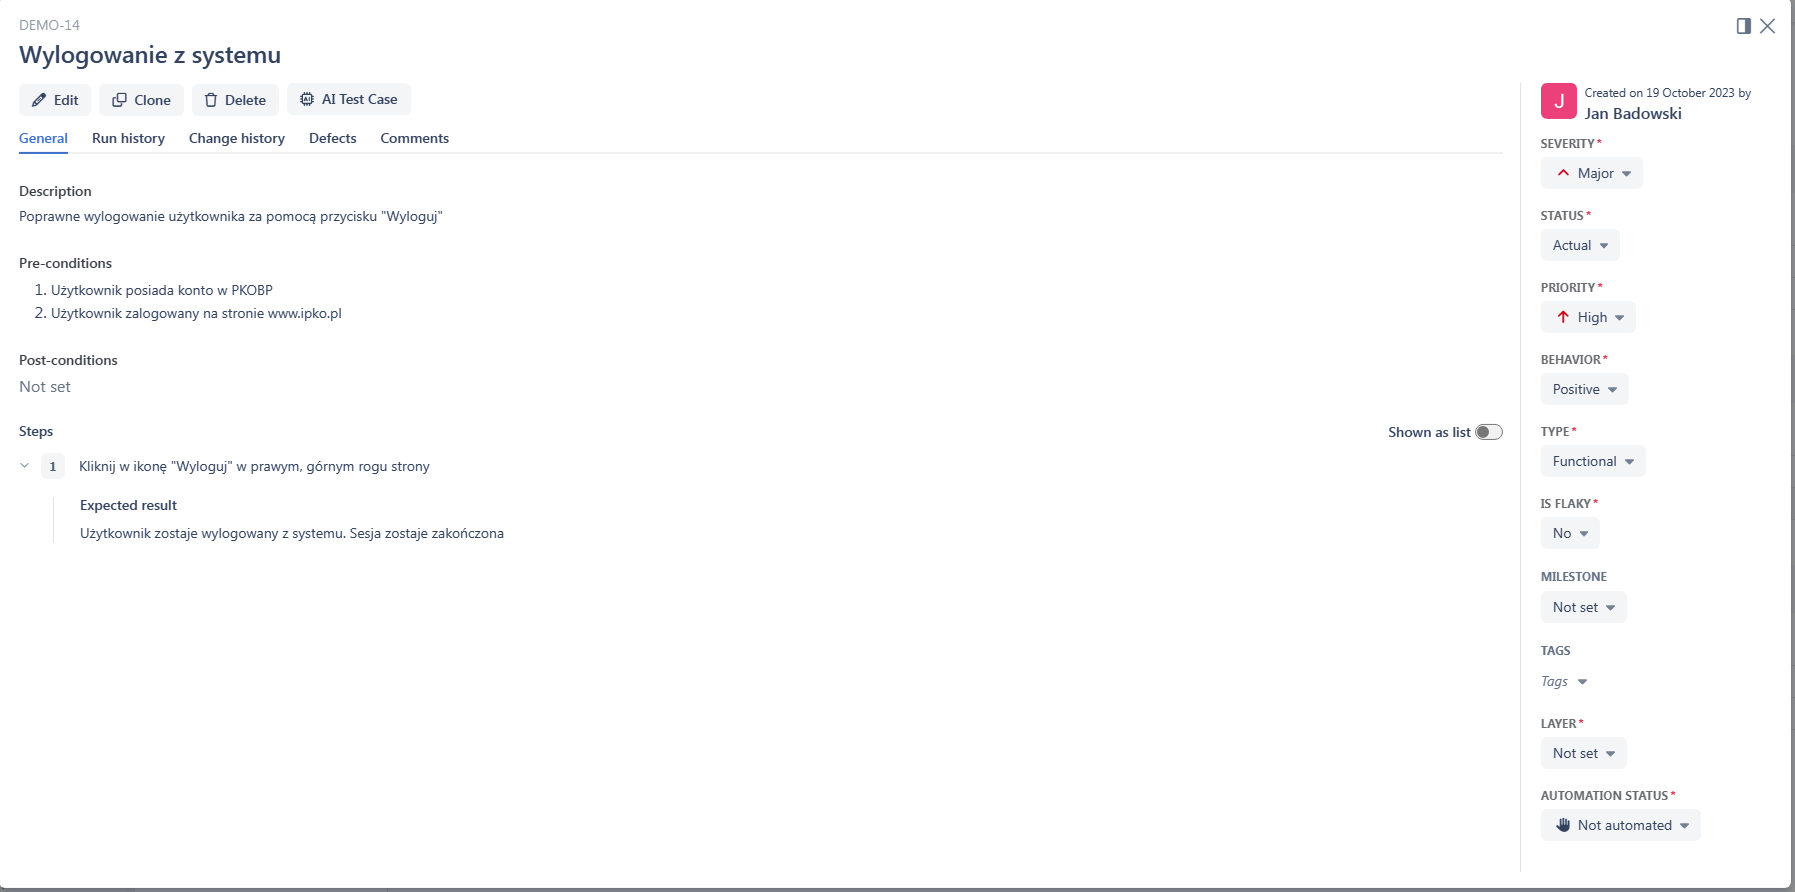 DEMO-14
Wylogowanie z systemu
Edit
Clone
Delete
AI Test Case
General
Run history
Change history
Defects
Comments
Description
Poprawne wylogowanie użytkownika za pomocą przycisku "Wyloguj"
Pre-conditions
1. Użytkownik posiada konto w PKOBP
2. Użytkownik zalogowany na stronie www.ipko.pl
Post-conditions
Not set
Steps
Shown as list
1 Kliknij w ikonę "Wyloguj" w prawym, górnym rogu strony
Expected result
Użytkownik zostaje wylogowany z systemu. Sesja zostaje zakończona
J
Created on 19 October 2023 by
Jan Badowski
SEVERITY*
Major
STATUS*
Actual
PRIORITY*
High
BEHAVIOR*
Positive
TYPE*
Functional
IS FLAKY*
No
MILESTONE
Not set
TAGS
Tags
LAYER*
Not set
AUTOMATION STATUS*
Not automated